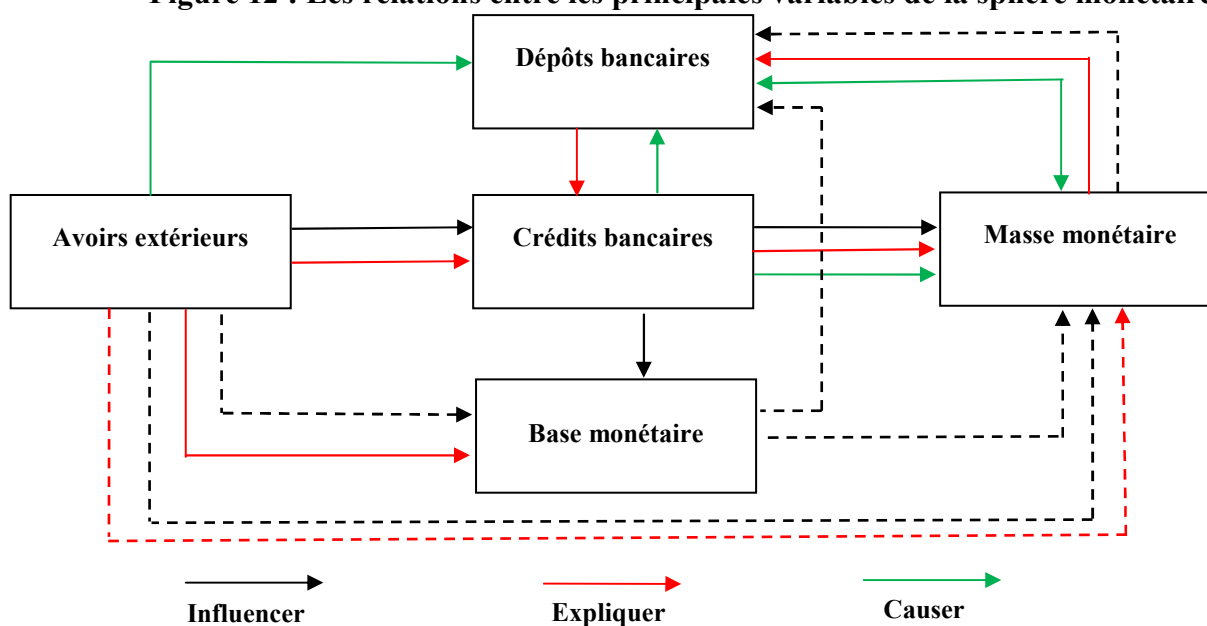 Figure 12 : Les relations entre les principales variables de la sphère monétaire
Dépôts bancaires
Avoirs extérieurs
Crédits bancaires
Masse monétaire
Base monétaire
Influencer
Expliquer
Causer